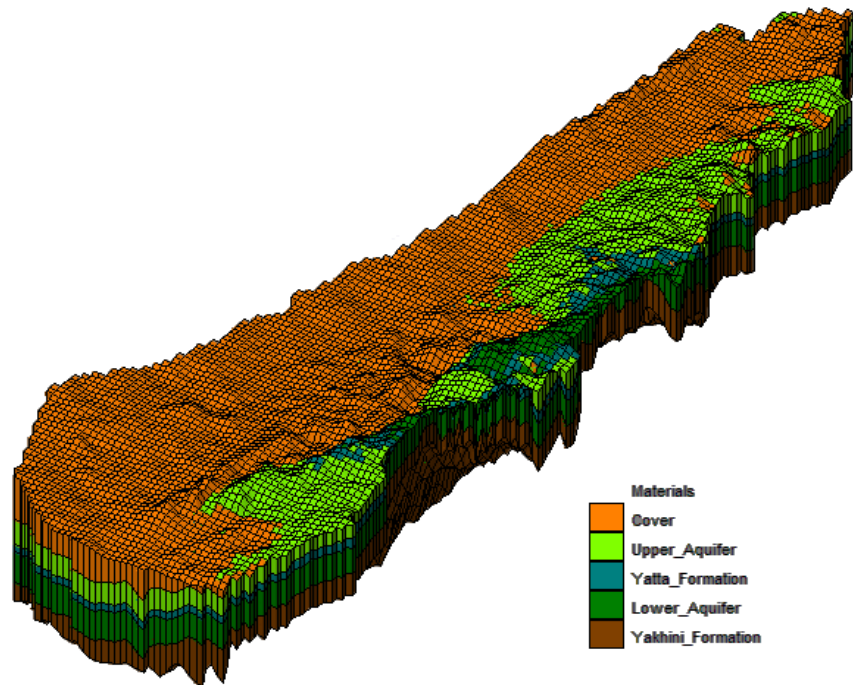 Materials
Cover
Upper_Aquifer
Yatta_Formation
Lower_Aquifer
Yakhini_Formation